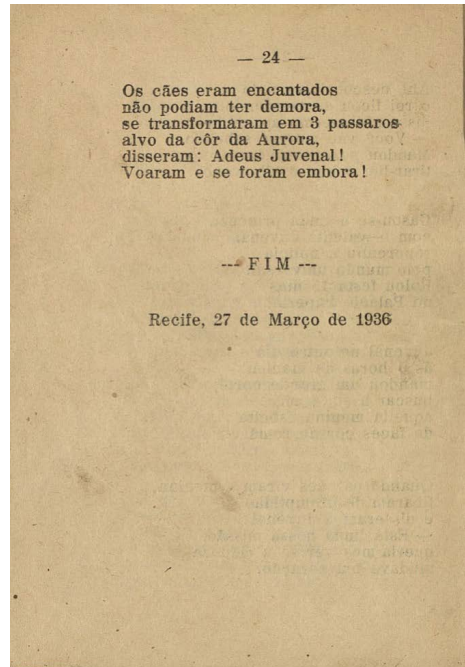 — 24 —
Os cães eram encantados
não podiam ter demora,
se transformaram em 3 passaros
alvo da côr da Aurora,
disseram: Adeus Juvenal!
Voaram e se foram embora!
--- FIM ---
Recife, 27 de Março de 1936